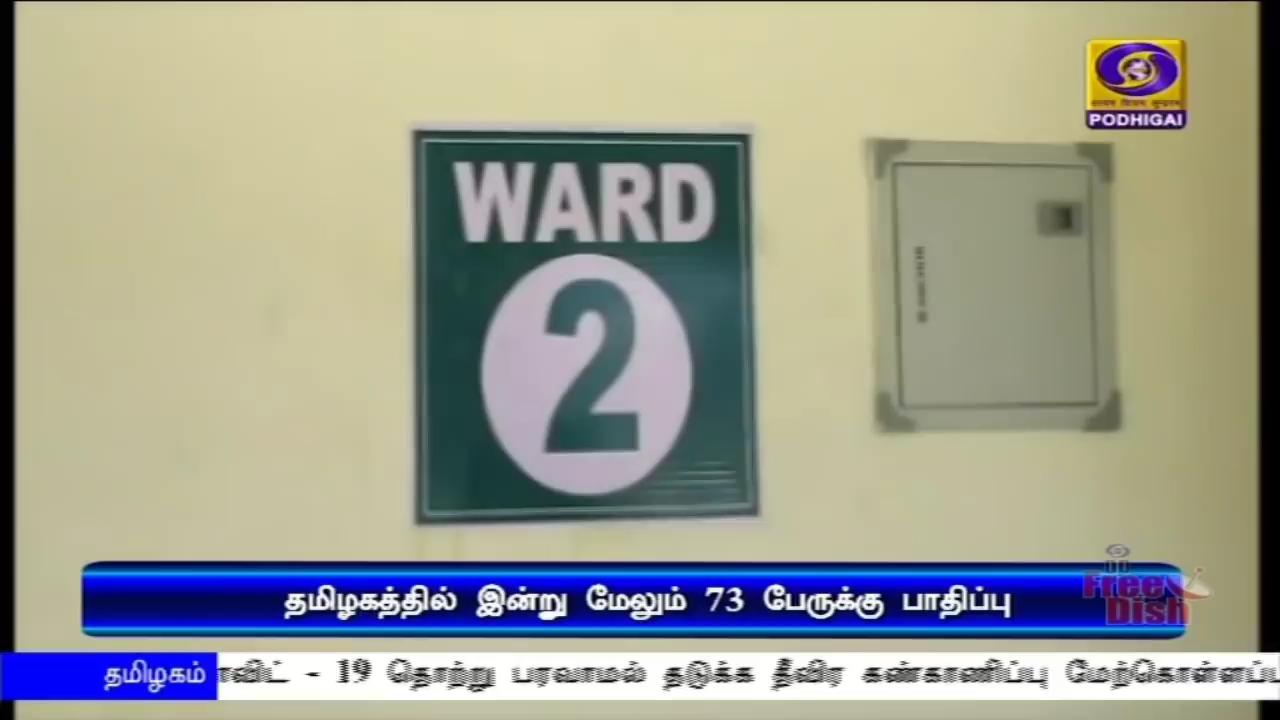 PODHIGAI
WARD
2
தமிழகத்தில் இன்று மேலும் 73 பேருக்கு பாதிப்பு
Free
Dish
தமிழகம்
விட் - 19 தொற்று பரவாமல் தடுக்க தீவிர கண்காணிப்பு